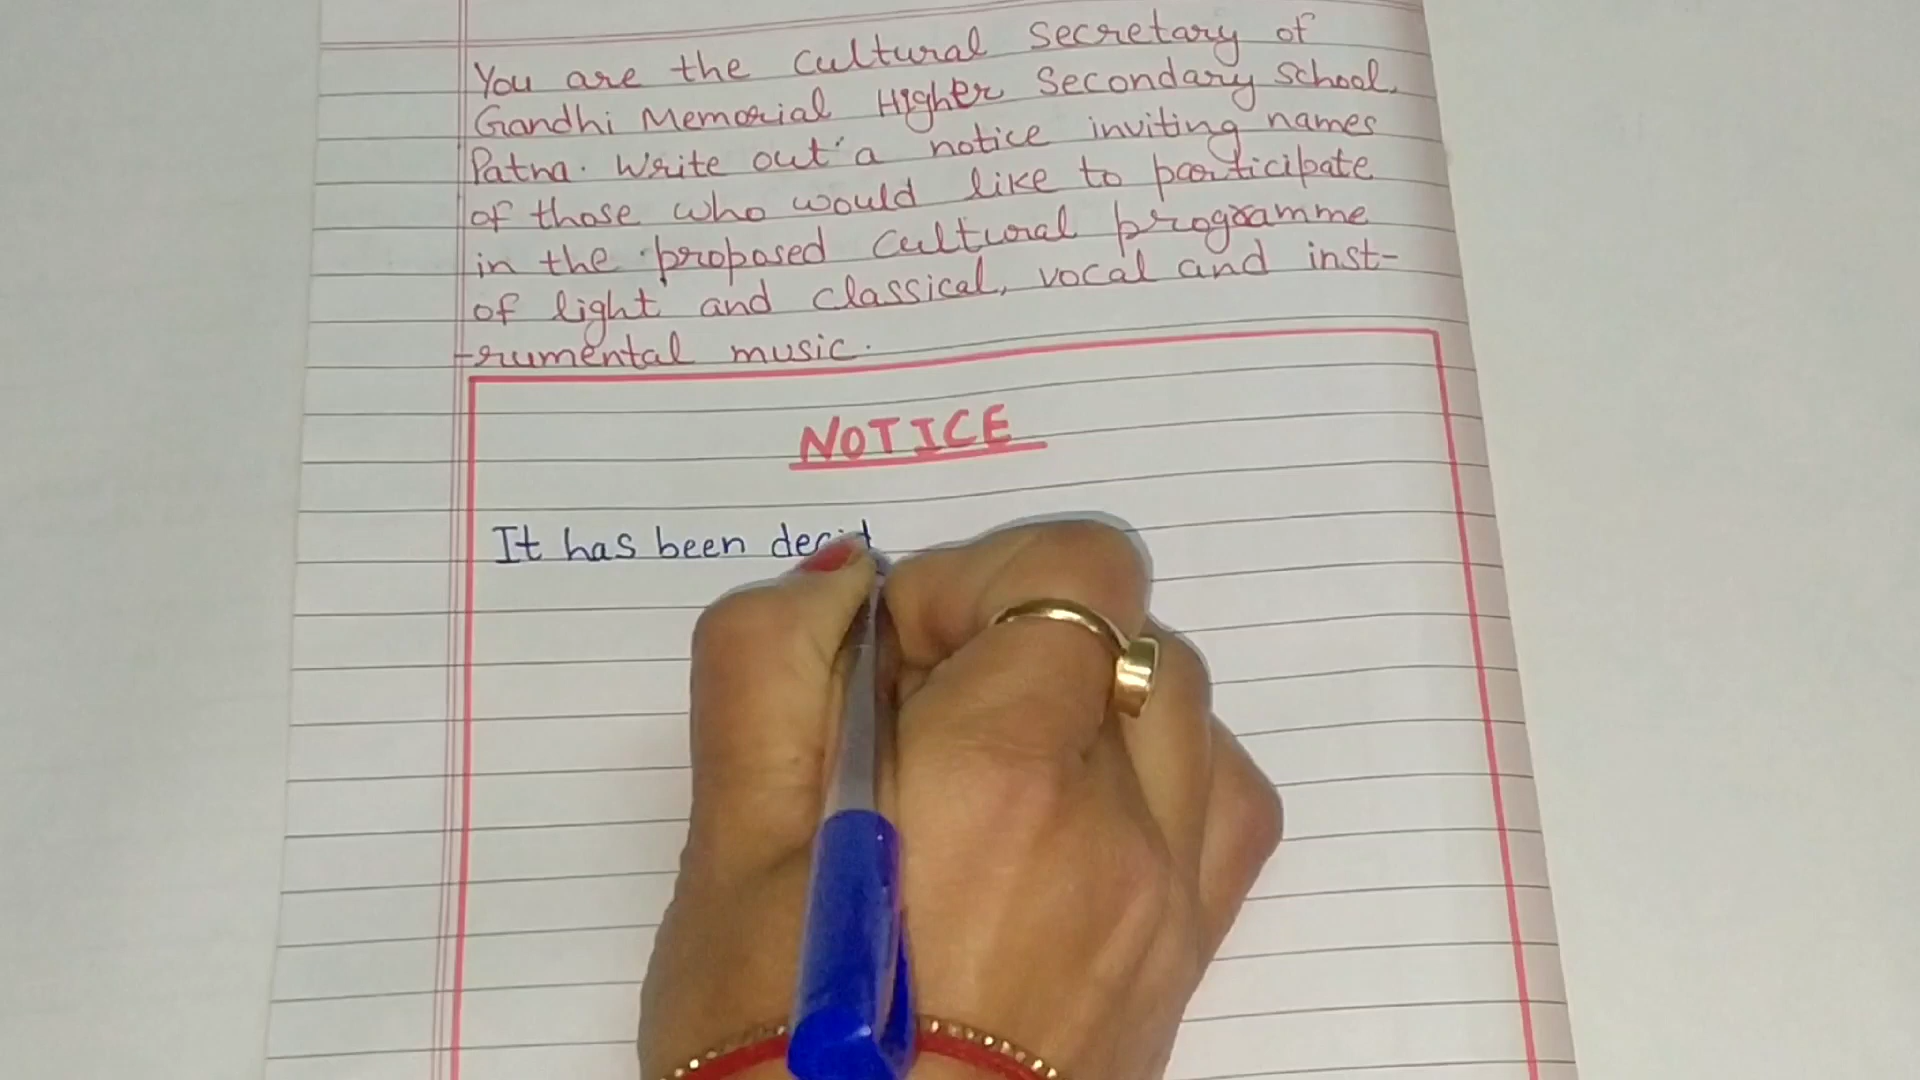 You are the cultural secretary of
Gandhi Memorial Higher Secondary School,
Patna. Write out a notice inviting names
of those who would like to participate
in the proposed cultural programme
of light and classical, vocal and inst-
-rumental music.
NOTICE
It has been